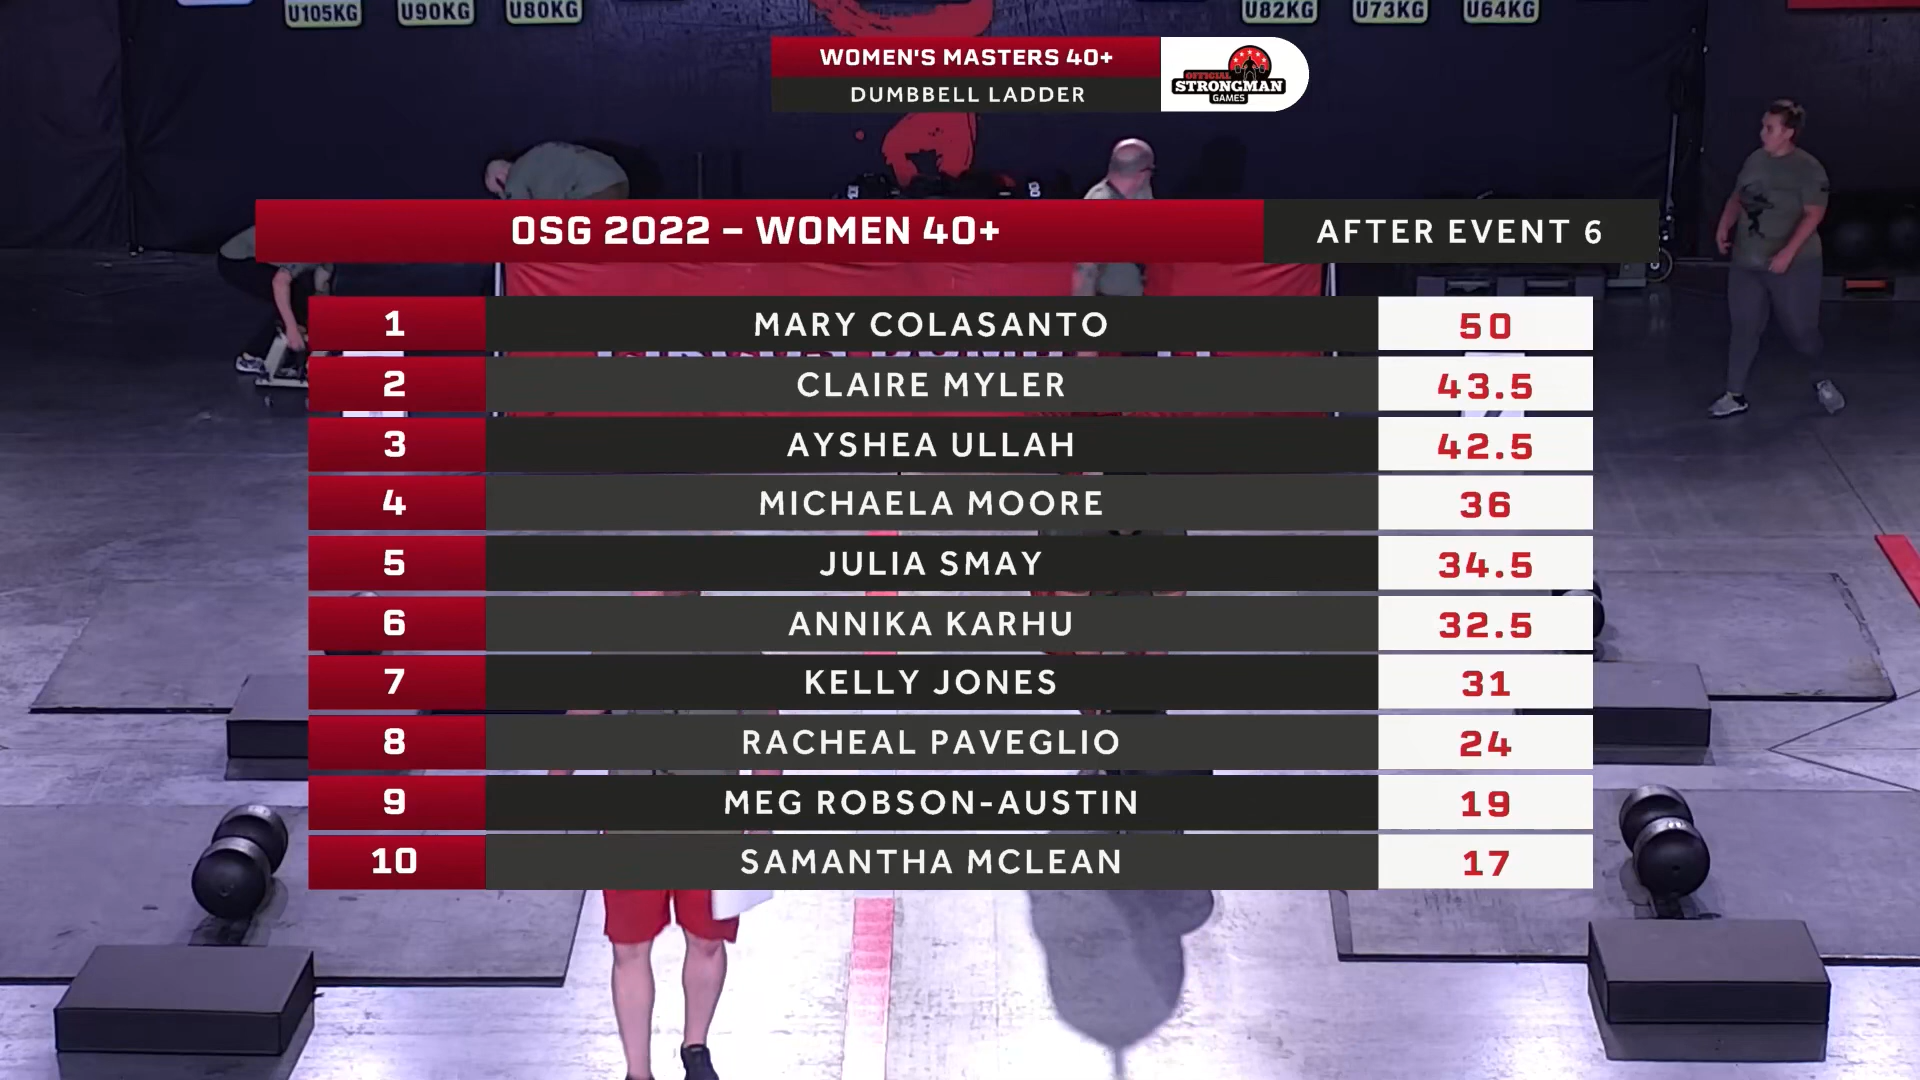 U105KG U90KG U80KG U82KG U73KG U64KG
WOMEN'S MASTERS 40+
DUMBBELL LADDER
OFFICIAL
STRONGMAN
GAMES
OSG 2022 – WOMEN 40+ AFTER EVENT 6
1 MARY COLASANTO 50
2 CLAIRE MYLER 43.5
3 AYSHEA ULLAH 42.5
4 MICHAELA MOORE 36
5 JULIA SMAY 34.5
6 ANNIKA KARHU 32.5
7 KELLY JONES 31
8 RACHEAL PAVEGLIO 24
9 MEG ROBSON-AUSTIN 19
10 SAMANTHA MCLEAN 17